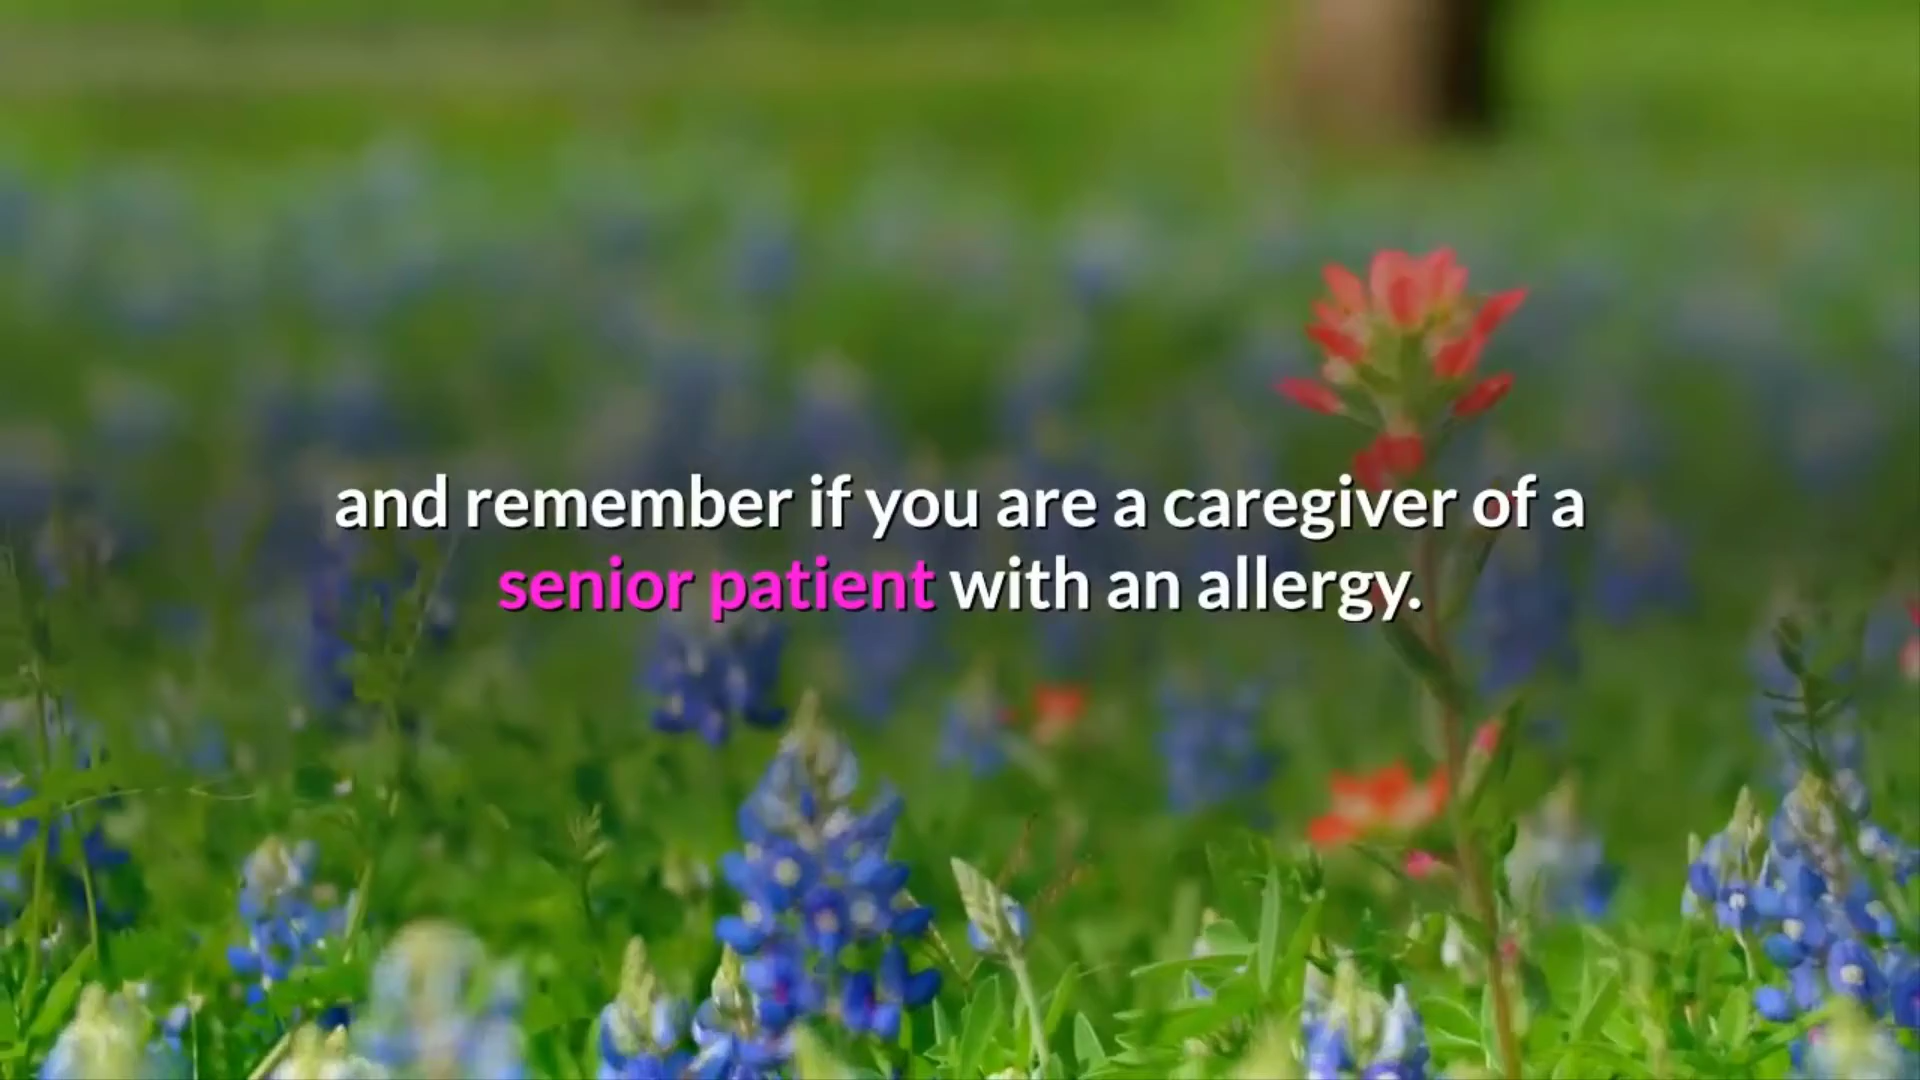 and remember if you are a caregiver of a
senior patient with an allergy.